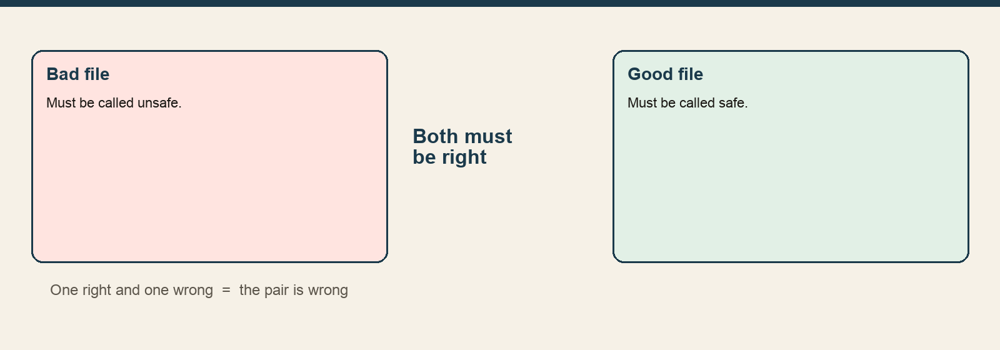 Bad file
Must be called unsafe.
Both must
be right
Good file
Must be called safe.
One right and one wrong  =  the pair is wrong